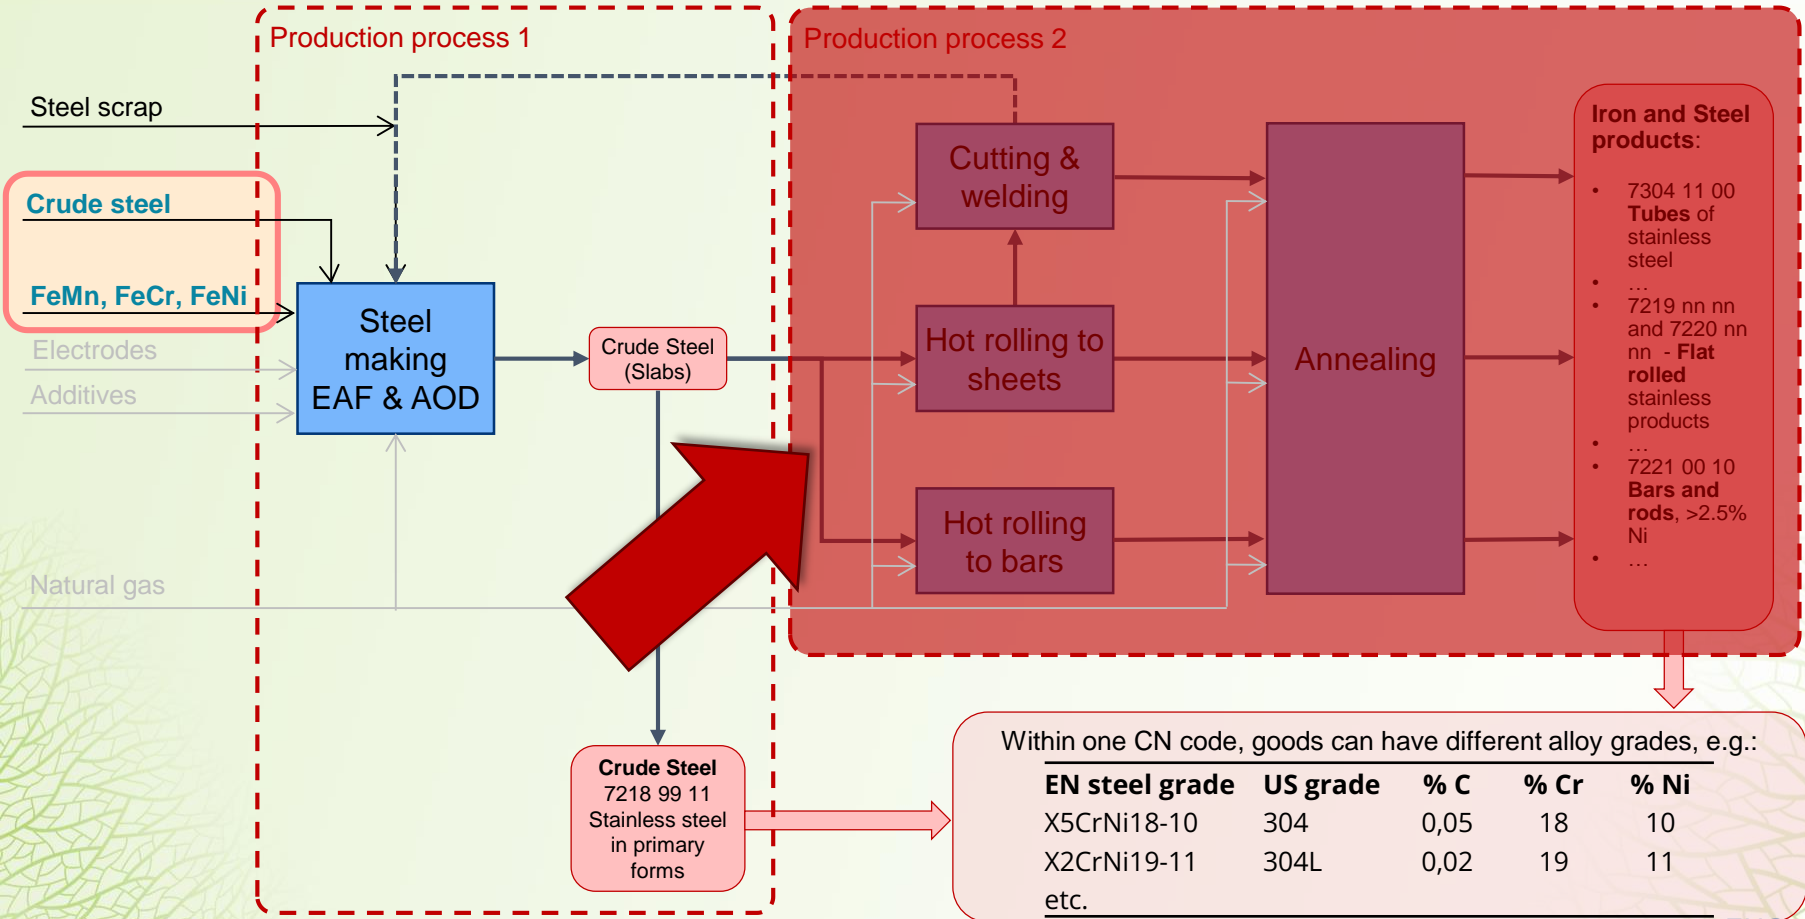 Production process 1
Production process 2
Steel scrap
Crude steel
FeMn, FeCr, FeNi
Electrodes
Additives
Natural gas
Steel
making
EAF & AOD
Crude Steel
(Slabs)
Crude Steel
7218 99 11
Stainless steel
in primary
forms
Cutting &
welding
Hot rolling to
sheets
Hot rolling
to bars
Annealing
Iron and Steel
products:
• 7304 11 00
Tubes of
stainless
steel
• …
• 7219 nn nn
and 7220 nn
nn - Flat
rolled
stainless
products
• …
• 7221 00 10
Bars and
rods, >2.5%
Ni
• …
Within one CN code, goods can have different alloy grades, e.g.:
EN steel grade US grade % C % Cr % Ni
X5CrNi18-10 304 0,05 18 10
X2CrNi19-11 304L 0,02 19 11
etc.